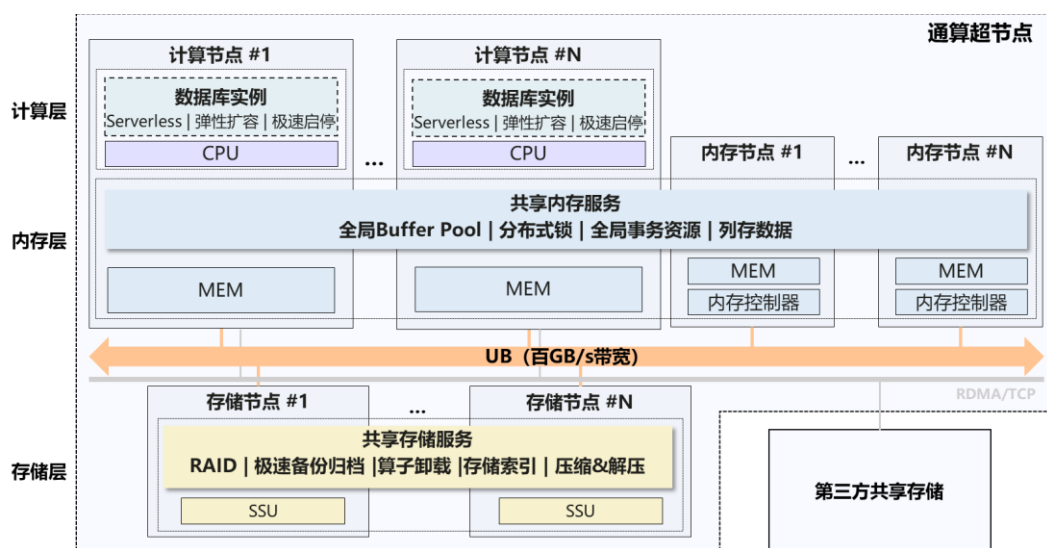 通算超节点
计算层
计算节点 #1
数据库实例
Serverless | 弹性扩容 | 极速启停
CPU
...
计算节点 #N
数据库实例
Serverless | 弹性扩容 | 极速启停
CPU
内存节点 #1
...
内存节点 #N
内存层
共享内存服务
全局Buffer Pool | 分布式锁 | 全局事务资源 | 列存数据
MEM
MEM
MEM
内存控制器
MEM
内存控制器
UB（百GB/s带宽）
RDMA/TCP
存储层
存储节点 #1
...
存储节点 #N
共享存储服务
RAID | 极速备份归档 |算子卸载 |存储索引 | 压缩&解压
SSU
SSU
第三方共享存储